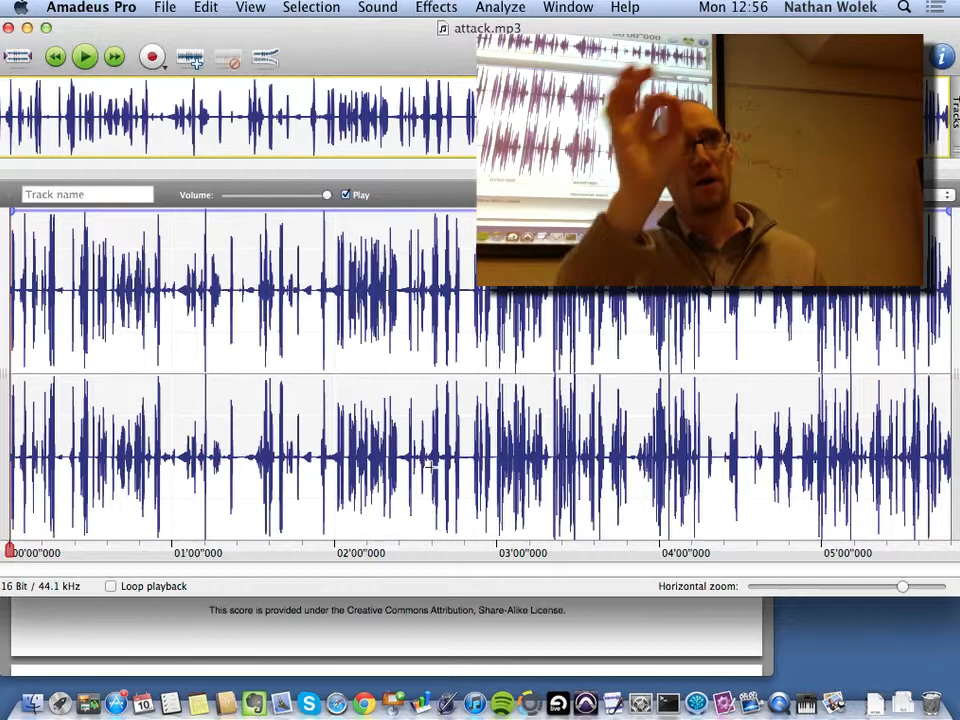 Amadeus Pro File Edit View Selection Sound Effects Analyze Window Help Mon 12:56 Nathan Wolek
attack.mp3
Tracks
Track name Volume: Play
00'00"000 01'00"000 02'00"000 03'00"000 04'00"000 05'00"000
16 Bit / 44.1 kHz Loop playback Horizontal zoom:
This score is provided under the Creative Commons Attribution, Share-Alike License.
10
live